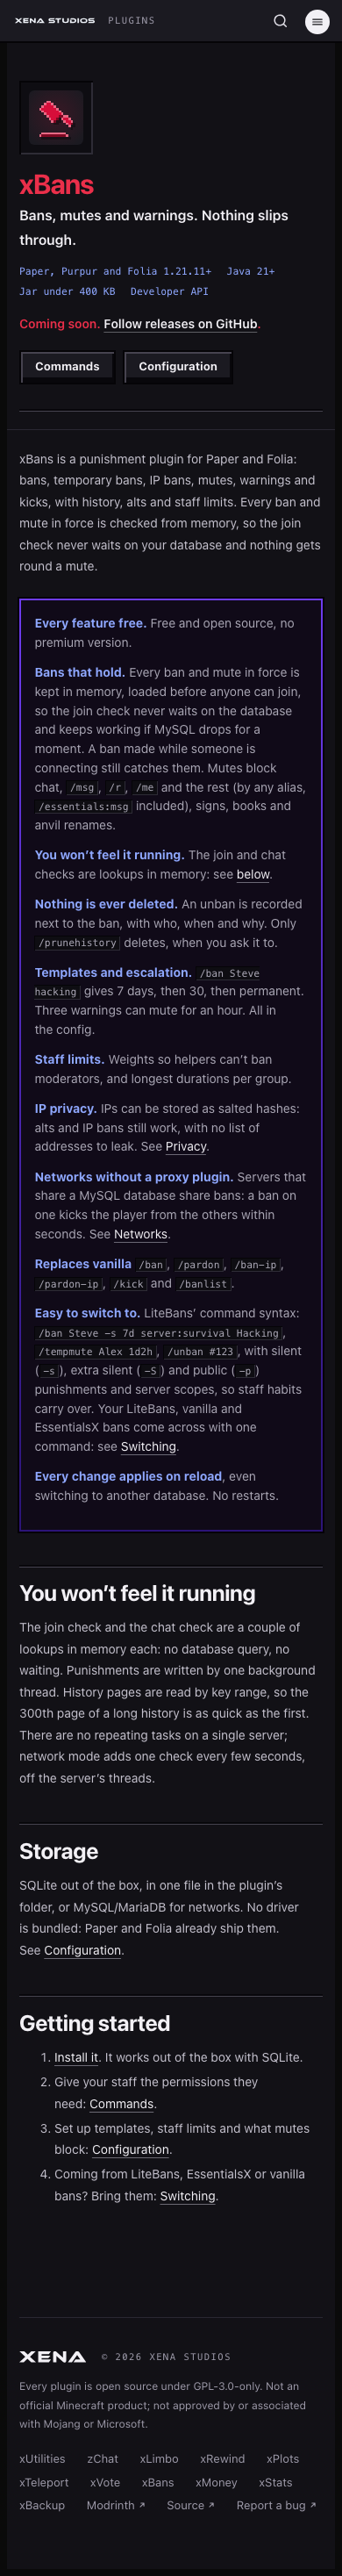 XENA STUDIOS PLUGINS
xBans
Bans, mutes and warnings. Nothing slips
through.
Paper, Purpur and Folia 1.21.11+ Java 21+
Jar under 400 KB Developer API
Coming soon. Follow releases on GitHub.
Commands Configuration
xBans is a punishment plugin for Paper and Folia:
bans, temporary bans, IP bans, mutes, warnings and
kicks, with history, alts and staff limits. Every ban and
mute in force is checked from memory, so the join
check never waits on your database and nothing gets
round a mute.
Every feature free. Free and open source, no
premium version.
Bans that hold. Every ban and mute in force is
kept in memory, loaded before anyone can join,
so the join check never waits on the database
and keeps working if MySQL drops for a
moment. A ban made while someone is
connecting still catches them. Mutes block
chat, /msg, /r, /me and the rest (by any alias,
/essentials:msg included), signs, books and
anvil renames.
You won’t feel it running. The join and chat
checks are lookups in memory: see below.
Nothing is ever deleted. An unban is recorded
next to the ban, with who, when and why. Only
/prunehistory deletes, when you ask it to.
Templates and escalation. /ban Steve
hacking gives 7 days, then 30, then permanent.
Three warnings can mute for an hour. All in
the config.
Staff limits. Weights so helpers can’t ban
moderators, and longest durations per group.
IP privacy. IPs can be stored as salted hashes:
alts and IP bans still work, with no list of
addresses to leak. See Privacy.
Networks without a proxy plugin. Servers that
share a MySQL database share bans: a ban on
one kicks the player from the others within
seconds. See Networks.
Replaces vanilla /ban, /pardon, /ban-ip,
/pardon-ip, /kick and /banlist.
Easy to switch to. LiteBans’ command syntax:
/ban Steve -s 7d server:survival Hacking,
/tempmute Alex 1d2h, /unban #123, with silent
(-s), extra silent (-S) and public (-p)
punishments and server scopes, so staff habits
carry over. Your LiteBans, vanilla and
EssentialsX bans come across with one
command: see Switching.
Every change applies on reload, even
switching to another database. No restarts.
You won’t feel it running
The join check and the chat check are a couple of
lookups in memory each: no database query, no
waiting. Punishments are written by one background
thread. History pages are read by key range, so the
300th page of a long history is as quick as the first.
There are no repeating tasks on a single server;
network mode adds one check every few seconds,
off the server’s threads.
Storage
SQLite out of the box, in one file in the plugin’s
folder, or MySQL/MariaDB for networks. No driver
is bundled: Paper and Folia already ship them.
See Configuration.
Getting started
1. Install it. It works out of the box with SQLite.
2. Give your staff the permissions they
need: Commands.
3. Set up templates, staff limits and what mutes
block: Configuration.
4. Coming from LiteBans, EssentialsX or vanilla
bans? Bring them: Switching.
XENA © 2026 XENA STUDIOS
Every plugin is open source under GPL-3.0-only. Not an
official Minecraft product; not approved by or associated
with Mojang or Microsoft.
xUtilities zChat xLimbo xRewind xPlots
xTeleport xVote xBans xMoney xStats
xBackup Modrinth ↗ Source ↗ Report a bug ↗